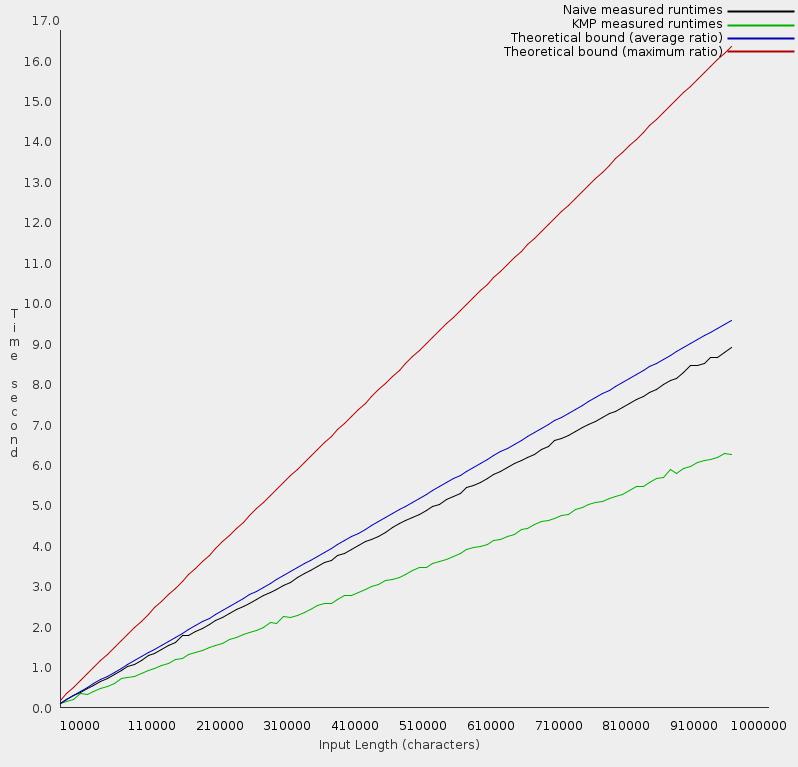 Naive measured runtimes
KMP measured runtimes
Theoretical bound (average ratio)
Theoretical bound (maximum ratio)
17.0
16.0
15.0
14.0
13.0
12.0
11.0
10.0
9.0
8.0
7.0
6.0
5.0
4.0
3.0
2.0
1.0
0.0
Time second
10000 110000 210000 310000 410000 510000 610000 710000 810000 910000 1000000
Input Length (characters)